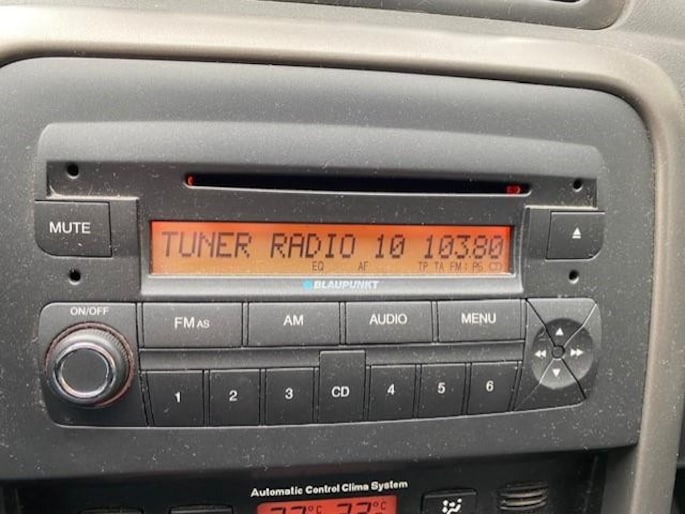 MUTE
TUNER RADIO 10 103.80
EQ AF TP TA FM: PS CD
BLAUPUNKT
ON/OFF
FM AS AM AUDIO MENU
1 2 3 CD 4 5 6
Automatic Control Clima System